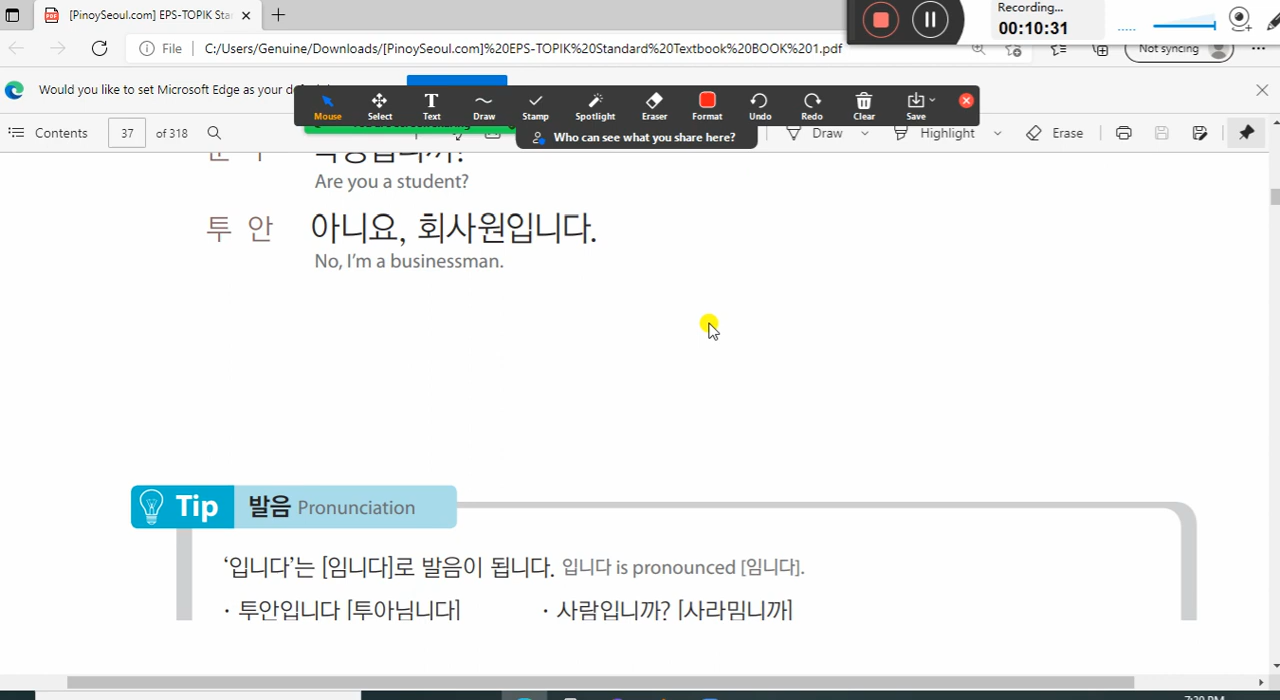 [PinoySeoul.com] EPS-TOPIK Sta
Recording...
00:10:31
File
C:/Users/Genuine/Downloads/[PinoySeoul.com]%20EPS-TOPIK%20Standard%20Textbook%20BOOK%201.pdf
Not syncing
Would you like to set Microsoft Edge as your de
Mouse
Select
Text
Draw
Stamp
Spotlight
Eraser
Format
Undo
Redo
Clear
Save
Who can see what you share here?
Contents
37
of 318
Draw
Highlight
Erase
Are you a student?
투 안 아니요, 회사원입니다.
No, I'm a businessman.
Tip 발음 Pronunciation
‘입니다’는 [임니다]로 발음이 됩니다. 입니다 is pronounced [임니다].
· 투안입니다 [투아님니다] · 사람입니까? [사라밈니까]